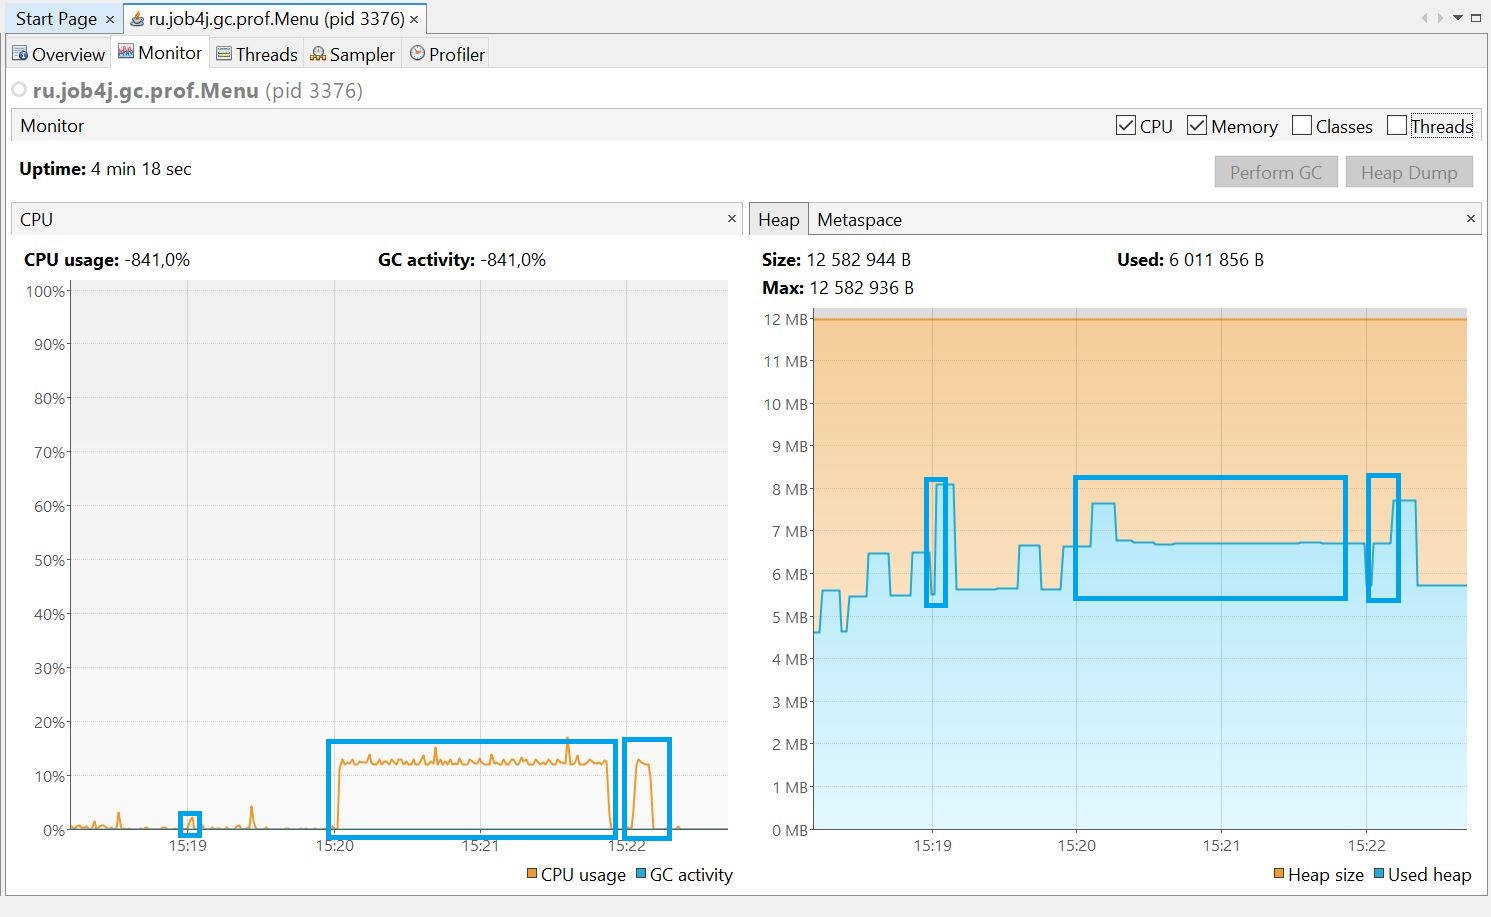 Start Page × ru.job4j.gc.prof.Menu (pid 3376) ×
Overview Monitor Threads Sampler Profiler
ru.job4j.gc.prof.Menu (pid 3376)
Monitor CPU Memory Classes Threads
Uptime: 4 min 18 sec Perform GC Heap Dump
CPU ×
CPU usage: -841,0% GC activity: -841,0%
100%
90%
80%
70%
60%
50%
40%
30%
20%
10%
0%
15:19 15:20 15:21 15:22
CPU usage GC activity
Heap Metaspace ×
Size: 12 582 944 B Used: 6 011 856 B
Max: 12 582 936 B
12 MB
11 MB
10 MB
9 MB
8 MB
7 MB
6 MB
5 MB
4 MB
3 MB
2 MB
1 MB
0 MB
15:19 15:20 15:21 15:22
Heap size Used heap